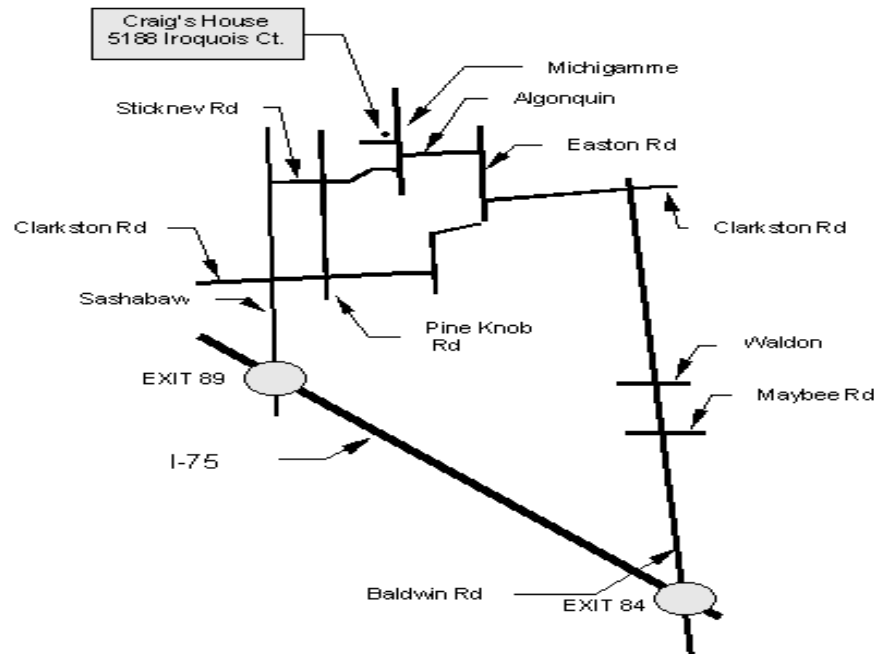 Craig's House
5188 Iroquois Ct.
Michigamme
Algonquin
Stickney Rd
Easton Rd
Clarkston Rd
Clarkston Rd
Sashabaw
Pine Knob
Rd
Waldon
EXIT 89
Maybee Rd
I-75
Baldwin Rd
EXIT 84